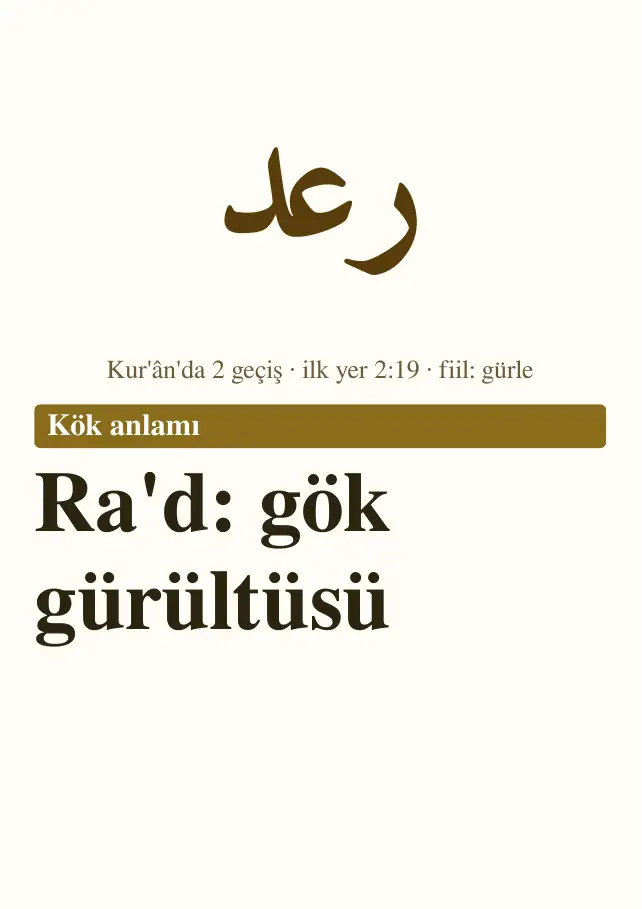 رعد
Kur'ân'da 2 geçiş · ilk yer 2:19 · fiil: gürle
Kök anlamı
Ra'd: gök
gürültüsü